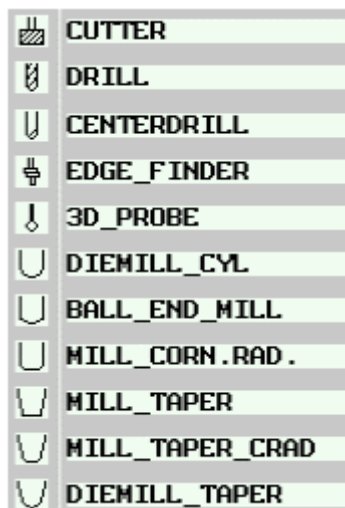 CUTTER
DRILL
CENTERDRILL
EDGE_FINDER
3D_PROBE
DIEMILL_CYL
BALL_END_MILL
MILL_CORN.RAD.
MILL_TAPER
MILL_TAPER_CRAD
DIEMILL_TAPER